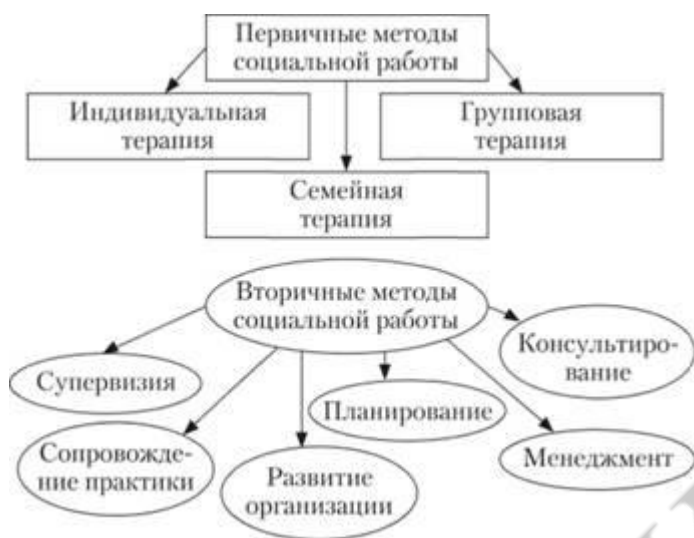 Первичные методы
социальной работы
Индивидуальная
терапия
Групповая
терапия
Семейная
терапия
Вторичные методы
социальной работы
Консультиро-
вание
Супервизия
Планирование
Сопровожде-
ние практики
Развитие
организации
Менеджмент